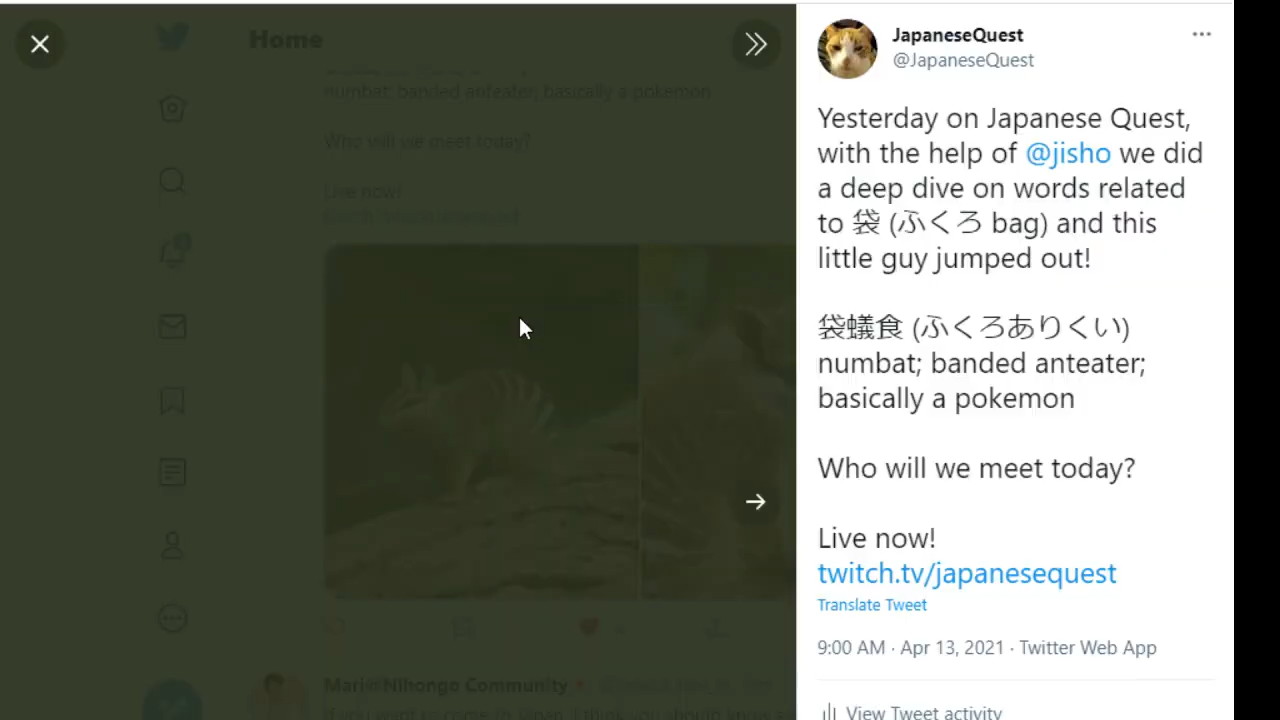 Home
numbat; banded anteater; basically a pokemon
Who will we meet today?
Live now!
Mari@Nihongo Community
JapaneseQuest
@JapaneseQuest
Yesterday on Japanese Quest,
with the help of @jisho we did
a deep dive on words related
to 袋 (ふくろ bag) and this
little guy jumped out!
袋蟻食 (ふくろありくい)
numbat; banded anteater;
basically a pokemon
Who will we meet today?
Live now!
twitch.tv/japanesequest
Translate Tweet
9:00 AM · Apr 13, 2021 · Twitter Web App
View Tweet activity